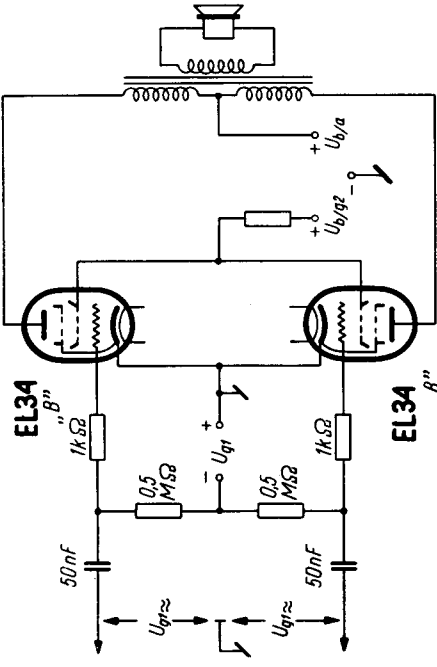 + Ub/a
-
+ Ub/g2
EL34
„B”
1kΩ
0,5
MΩ
- Ug1 +
0,5
MΩ
1kΩ
EL34
B”
50nF
50nF
Ug1≈
Ug1≈